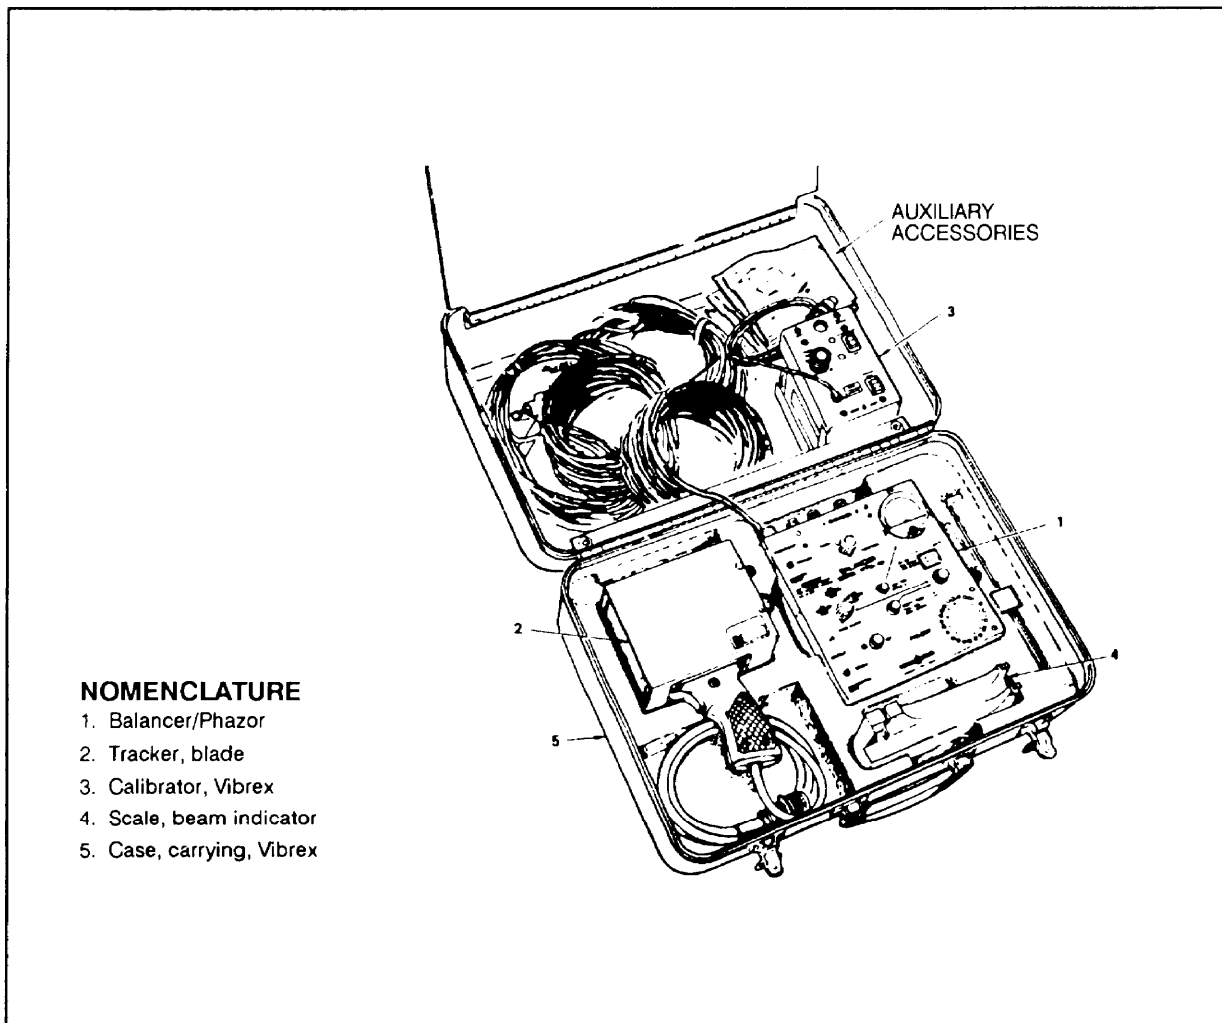 AUXILIARY
ACCESSORIES
3
1
2
4
5
NOMENCLATURE
1. Balancer/Phazor
2. Tracker, blade
3. Calibrator, Vibrex
4. Scale, beam indicator
5. Case, carrying, Vibrex